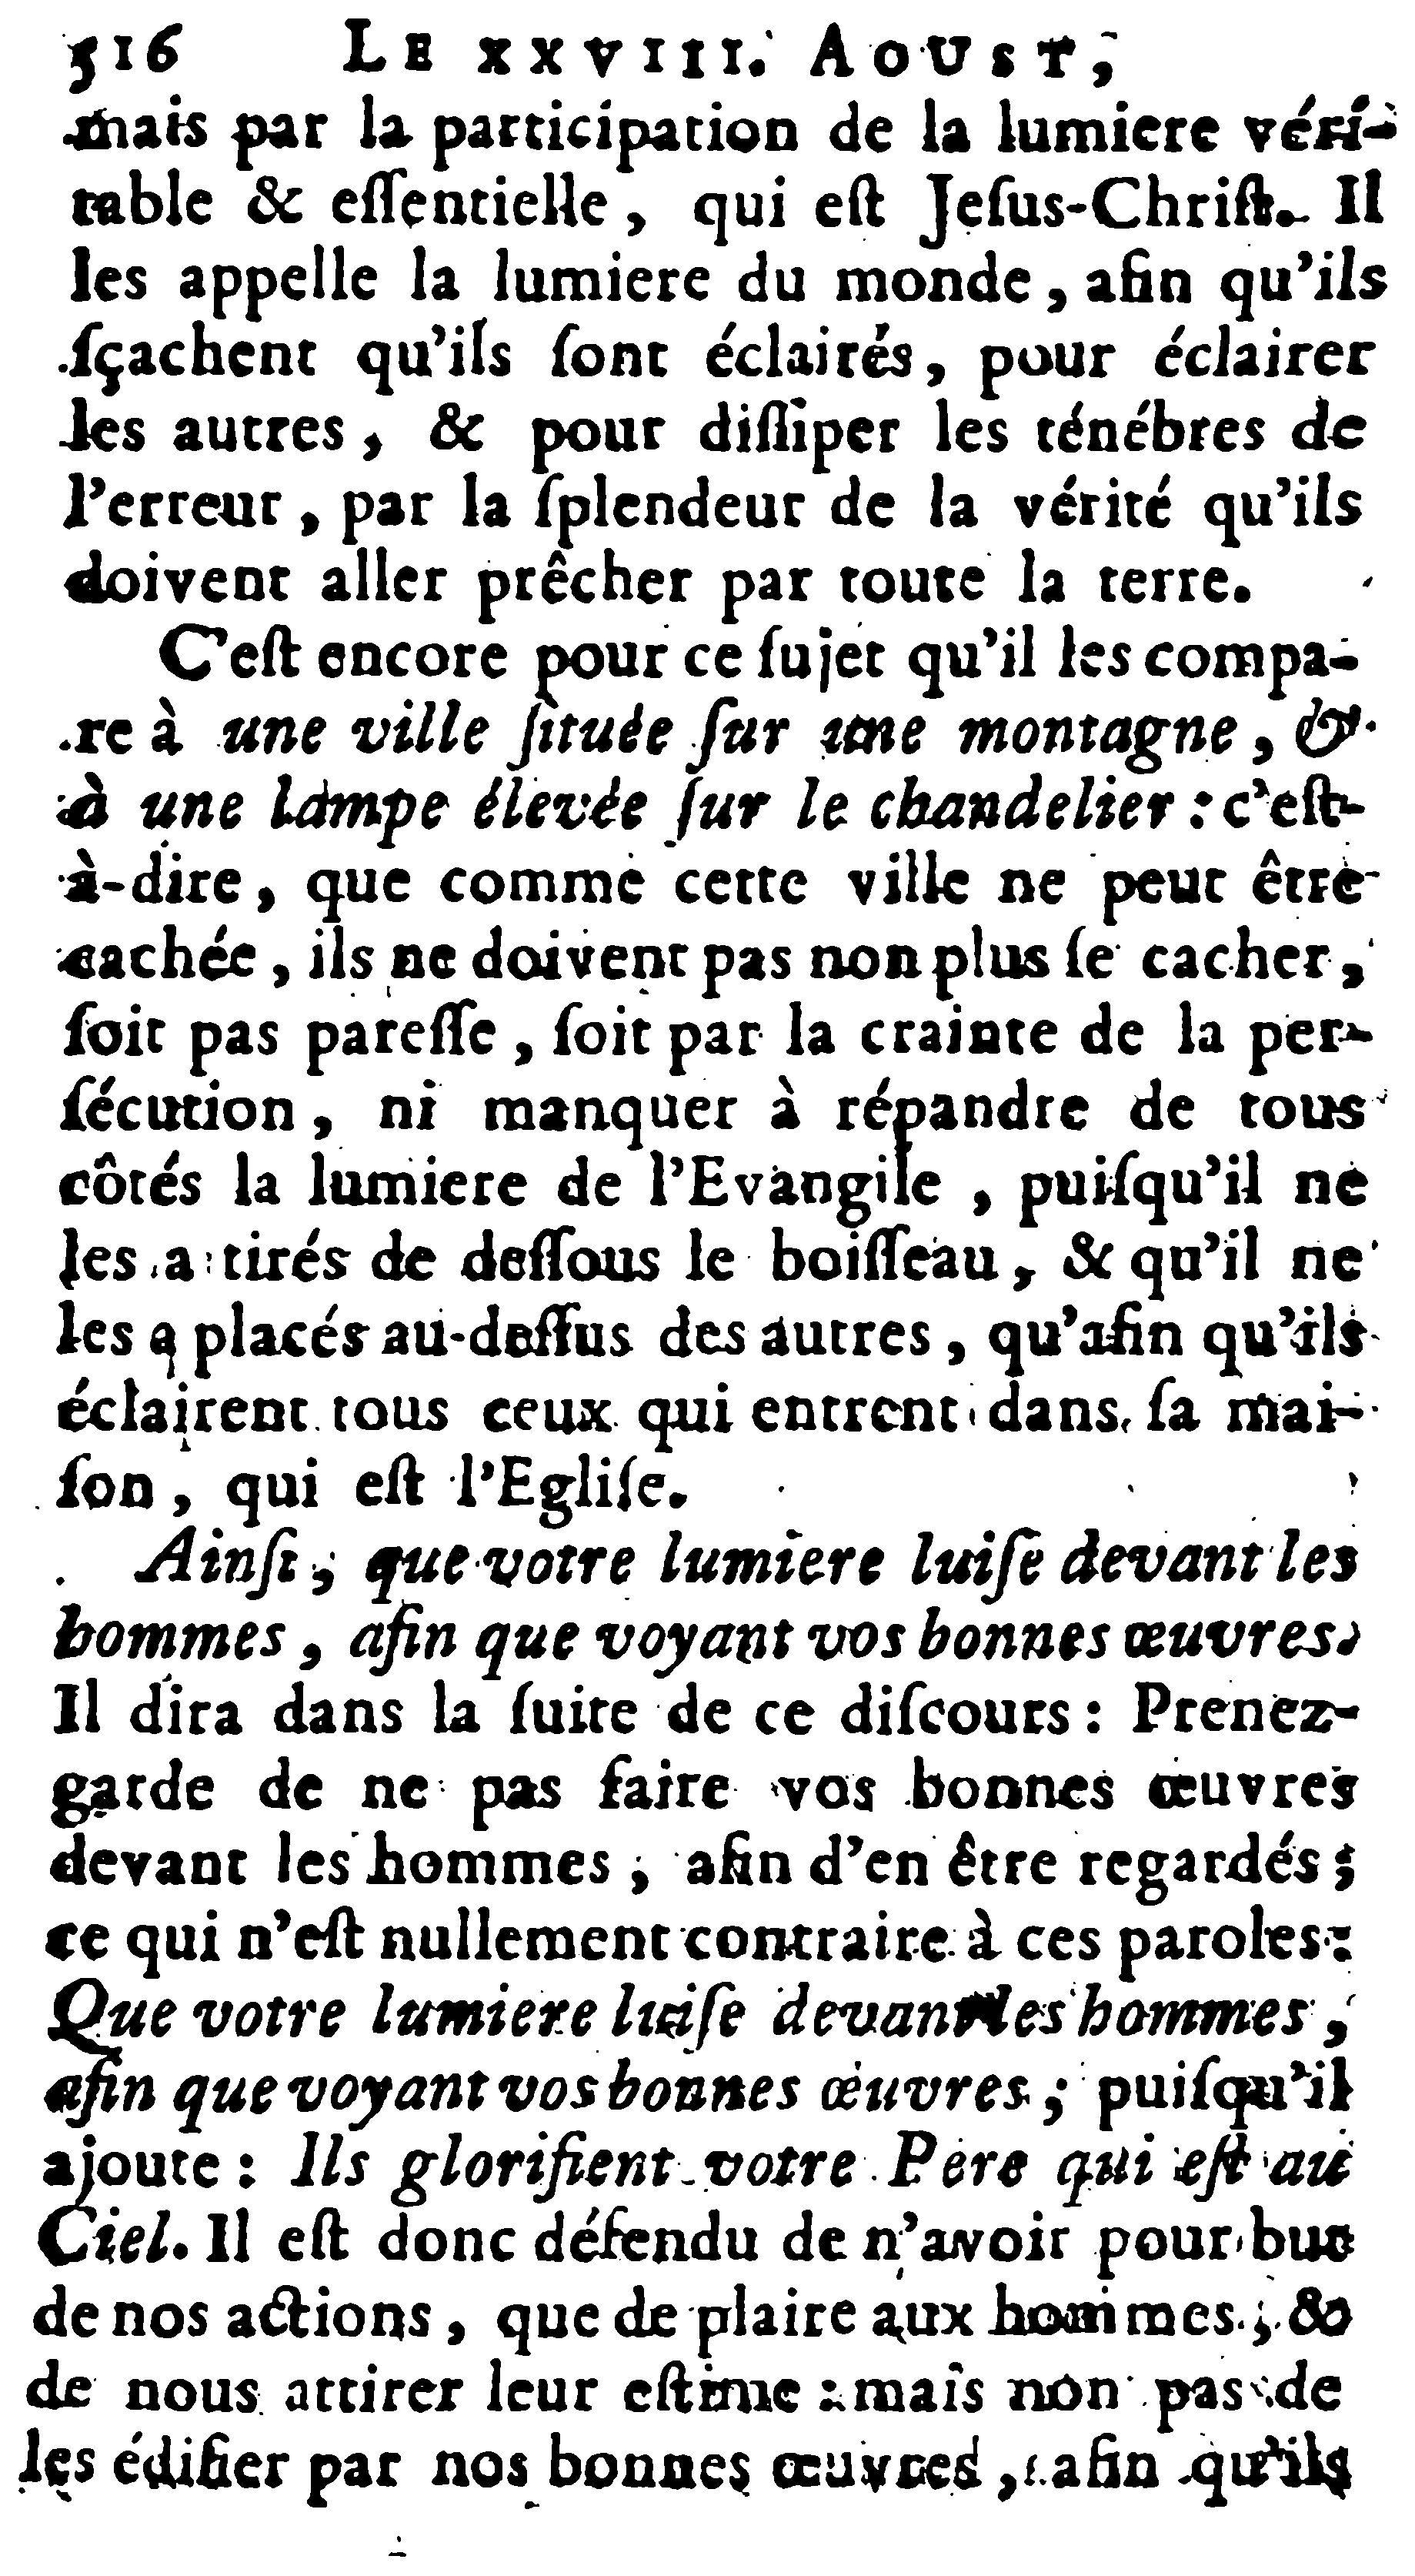 516 LE XXVIII. AOUST,
mais par la participation de la lumiere véri-
table & eſſentielle, qui eſt Jeſus-Chriſt. Il
les appelle la lumiere du monde, afin qu'ils
ſçachent qu'ils ſont éclairés, pour éclairer
les autres, & pour diſſiper les ténébres de
l'erreur, par la ſplendeur de la vérité qu'ils
doivent aller prêcher par toute la terre.
C'eſt encore pour ce ſujet qu'il les compa-
re à une ville ſituée ſur une montagne, &
à une lampe élevée ſur le chandelier : c'eſt-
à-dire, que comme cette ville ne peut être
cachée, ils ne doivent pas non plus ſe cacher,
ſoit pas pareſſe, ſoit par la crainte de la per-
ſécution, ni manquer à répandre de tous
côtés la lumiere de l'Evangile, puiſqu'il ne
les a tirés de deſſous le boiſſeau, & qu'il ne
les a placés au-deſſus des autres, qu'afin qu'ils
éclairent tous ceux qui entrent dans ſa mai-
ſon, qui eſt l'Egliſe.
Ainſi, que votre lumiere luiſe devant les
hommes, afin que voyant vos bonnes œuvres.
Il dira dans la ſuite de ce diſcours : Prenez-
garde de ne pas faire vos bonnes œuvres
devant les hommes, afin d'en être regardés ;
ce qui n'eſt nullement contraire à ces paroles :
Que votre lumiere luiſe devant les hommes,
afin que voyant vos bonnes œuvres ; puiſqu'il
ajoute : Ils glorifient votre Pere qui eſt au
Ciel. Il eſt donc défendu de n'avoir pour but
de nos actions, que de plaire aux hommes, &
de nous attirer leur eſtime : mais non pas de
les édifier par nos bonnes œuvres, afin qu'ils